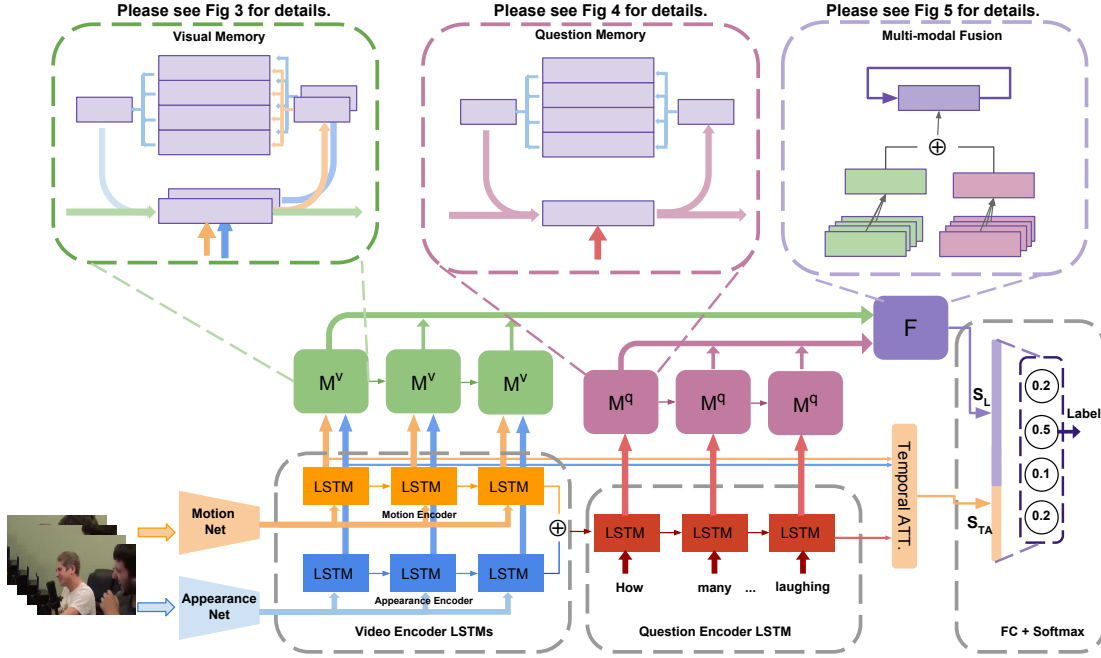 Please see Fig 3 for details.
Please see Fig 4 for details.
Please see Fig 5 for details.
Visual Memory
Question Memory
Multi-modal Fusion
F
M^v
M^v
M^v
M^q
M^q
M^q
S_L
0.2
0.5
0.1
0.2
Label
Temporal ATT.
S_TA
LSTM
LSTM
LSTM
Motion Encoder
Motion Net
LSTM
LSTM
LSTM
Appearance Encoder
Appearance Net
LSTM
LSTM
LSTM
How
many
...
laughing
Video Encoder LSTMs
Question Encoder LSTM
FC + Softmax